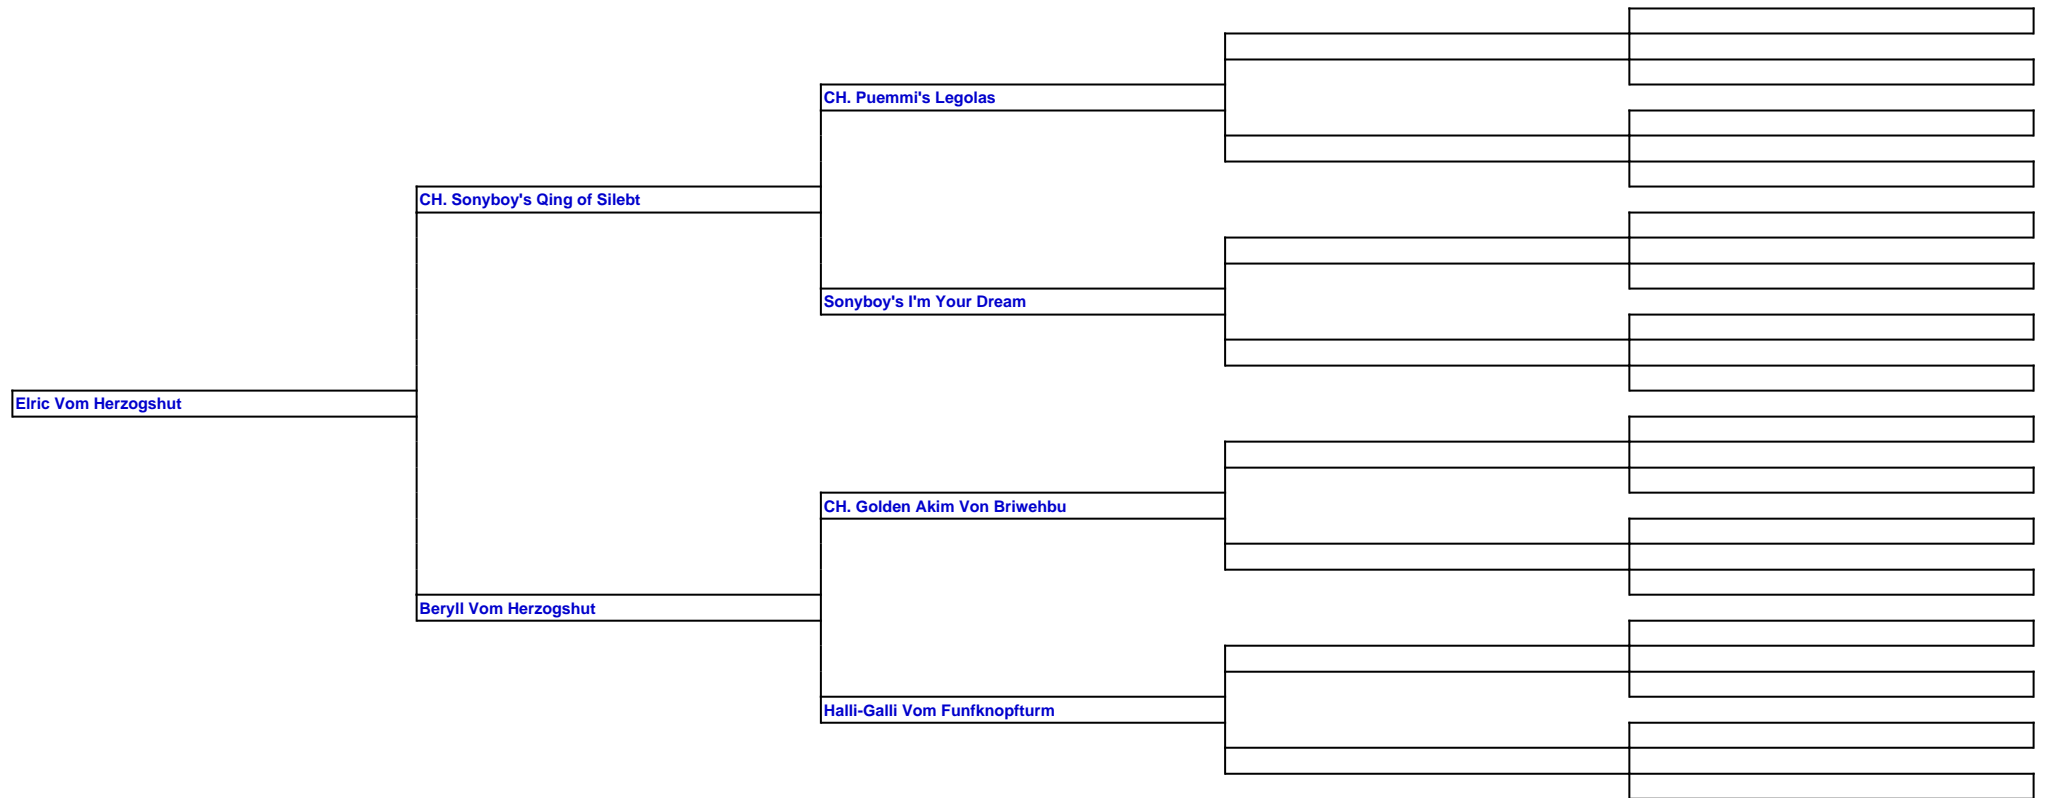 CH. Puemmi's Legolas
CH. Sonyboy's Qing of Silebt
Sonyboy's I'm Your Dream
Elric Vom Herzogshut
CH. Golden Akim Von Briwehbu
Beryll Vom Herzogshut
Halli-Galli Vom Funfknopfturm